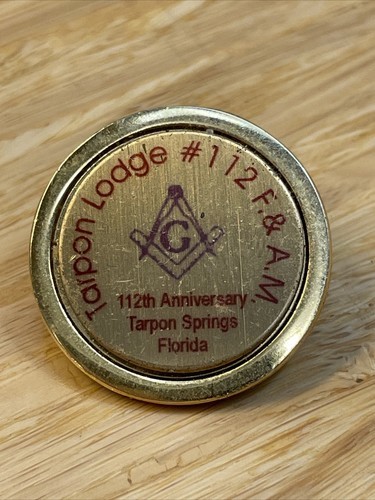 Tarpon Lodge #112 F.& A.M.
G
112th Anniversary
Tarpon Springs
Florida